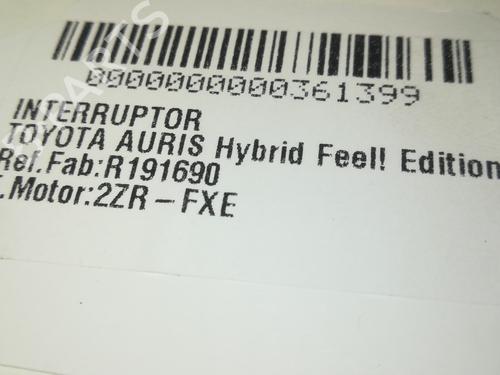 0000000000361399
INTERRUPTOR
TOYOTA AURIS Hybrid Feel! Edition
Ref.Fab:R191690
.Motor:2ZR-FXE